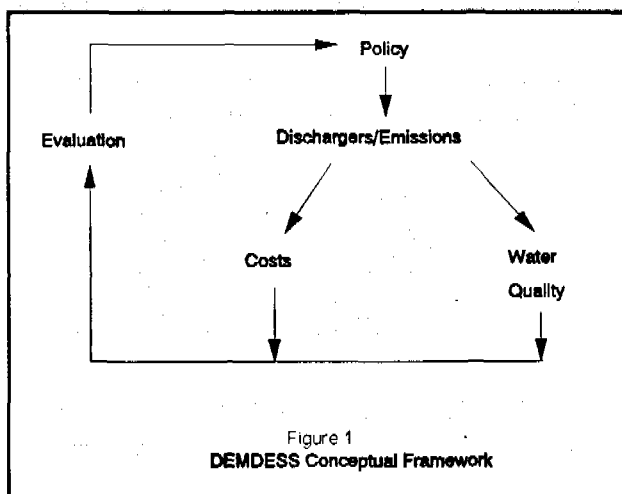 Policy
Evaluation
Dischargers/Emissions
Costs
Water
Quality
Figure 1
DEMDESS Conceptual Framework